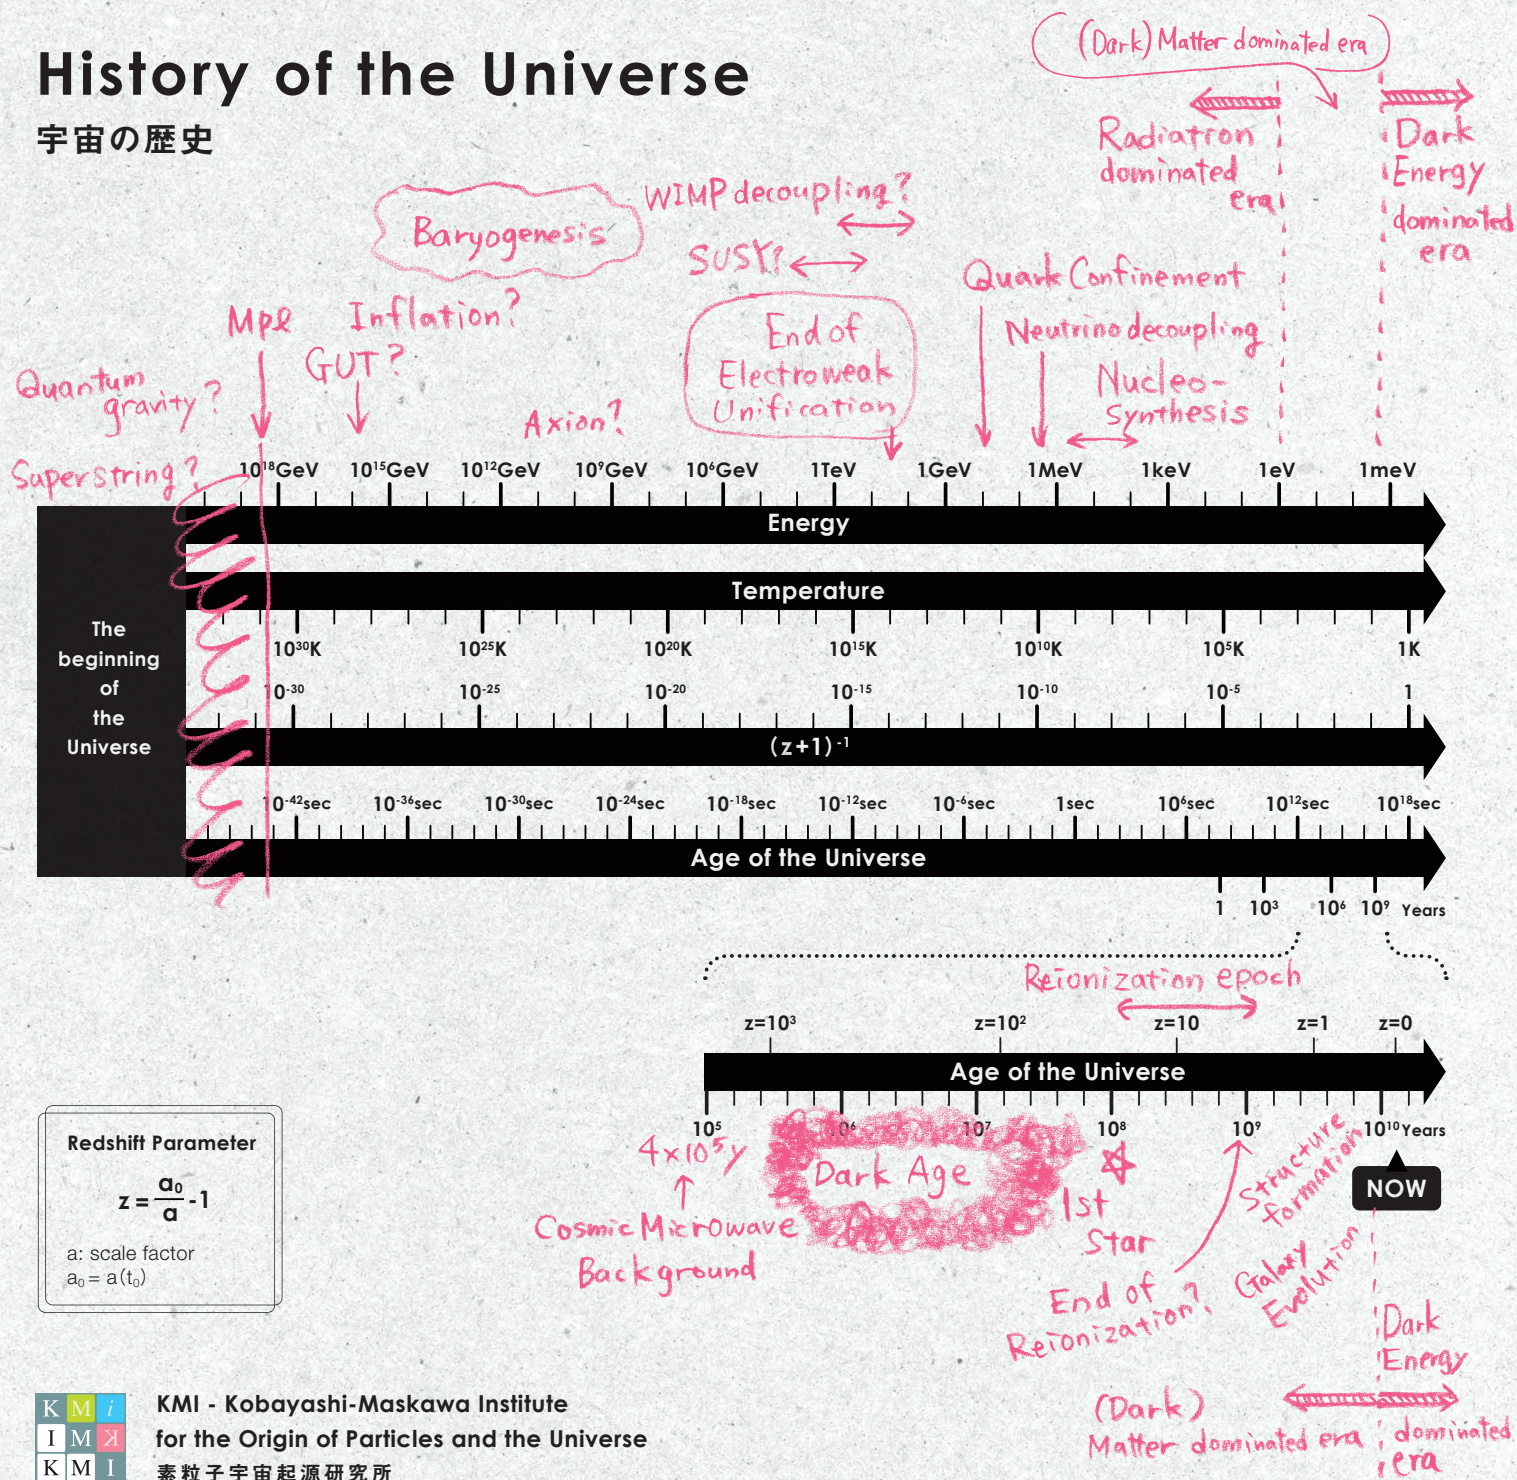 History of the Universe
宇宙の歴史
(Dark) Matter dominated era
Radiation
dominated
era
Dark
Energy
dominated
era
Baryogenesis
WIMP decoupling?
SUSY?
Quark Confinement
Mpl
Inflation?
GUT?
End of
Electroweak
Unification
Neutrino decoupling
Nucleo-
Synthesis
Quantum
gravity?
Axion?
Superstring?
10¹⁸GeV 10¹⁵GeV 10¹²GeV 10⁹GeV 10⁶GeV 1TeV 1GeV 1MeV 1keV 1eV 1meV
Energy
Temperature
10³⁰K 10²⁵K 10²⁰K 10¹⁵K 10¹⁰K 10⁵K 1K
The
beginning
of
the
Universe
10⁻³⁰ 10⁻²⁵ 10⁻²⁰ 10⁻¹⁵ 10⁻¹⁰ 10⁻⁵ 1
(z+1)⁻¹
10⁻⁴²sec 10⁻³⁶sec 10⁻³⁰sec 10⁻²⁴sec 10⁻¹⁸sec 10⁻¹²sec 10⁻⁶sec 1sec 10⁶sec 10¹²sec 10¹⁸sec
Age of the Universe
1 10³ 10⁶ 10⁹ Years
Reionization epoch
z=10³ z=10² z=10 z=1 z=0
Age of the Universe
10⁵ 10⁶ 10⁷ 10⁸ 10⁹ 10¹⁰Years
4×10⁵y
Dark Age
Cosmic Microwave
Background
1st
Star
End of
Reionization?
Structure
formation
Galaxy
Evolution
NOW
Dark
Energy
dominated
era
(Dark)
Matter dominated era
Redshift Parameter
z = a₀/a -1
a: scale factor
a₀ = a(t₀)
K M i
I M K
K M I
KMI - Kobayashi-Maskawa Institute
for the Origin of Particles and the Universe
素粒子宇宙起源研究所